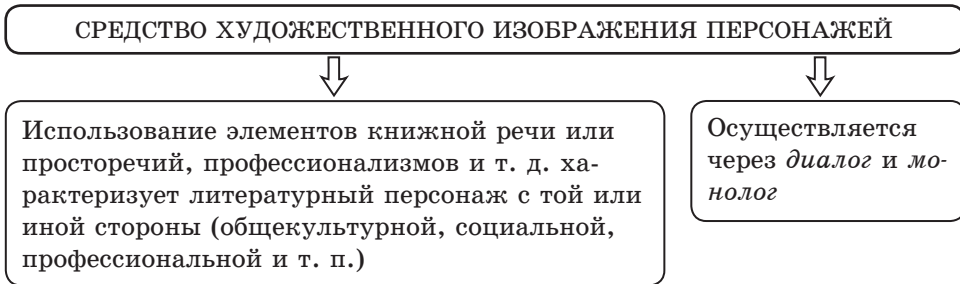 СРЕДСТВО ХУДОЖЕСТВЕННОГО ИЗОБРАЖЕНИЯ ПЕРСОНАЖЕЙ
Использование элементов книжной речи или
просторечий, профессионализмов и т. д. ха-
рактеризует литературный персонаж с той или
иной стороны (общекультурной, социальной,
профессиональной и т. п.)
Осуществляется
через диалог и мо-
нолог